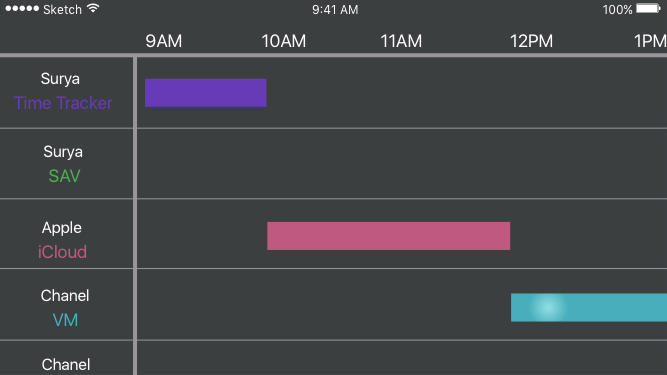 Sketch 9:41 AM 100%
9AM 10AM 11AM 12PM 1PM
Surya
Time Tracker
Surya
SAV
Apple
iCloud
Chanel
VM
Chanel